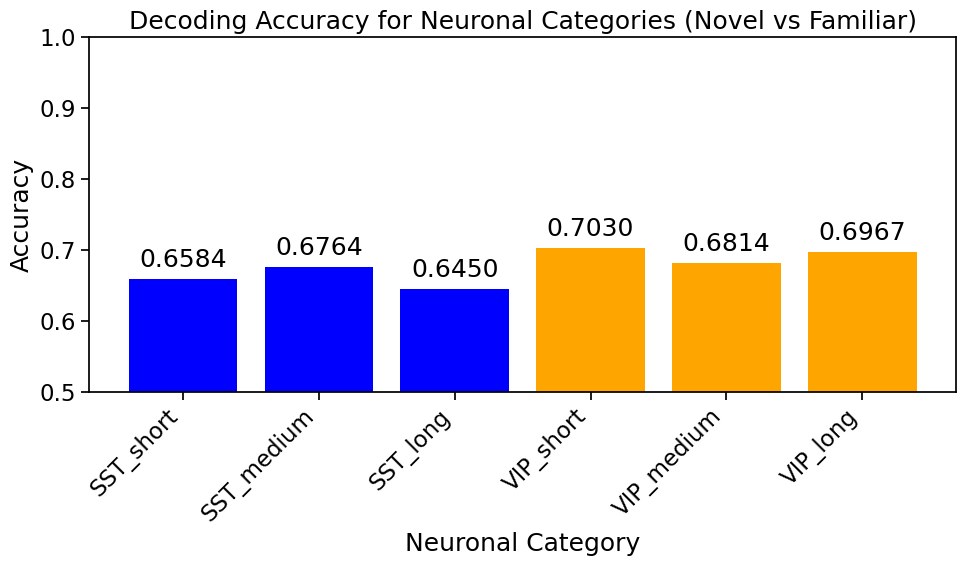 Decoding Accuracy for Neuronal Categories (Novel vs Familiar)
1.0
0.9
0.8
0.7
0.6
0.5
Accuracy
0.6584
0.6764
0.6450
0.7030
0.6814
0.6967
SST_short
SST_medium
SST_long
VIP_short
VIP_medium
VIP_long
Neuronal Category